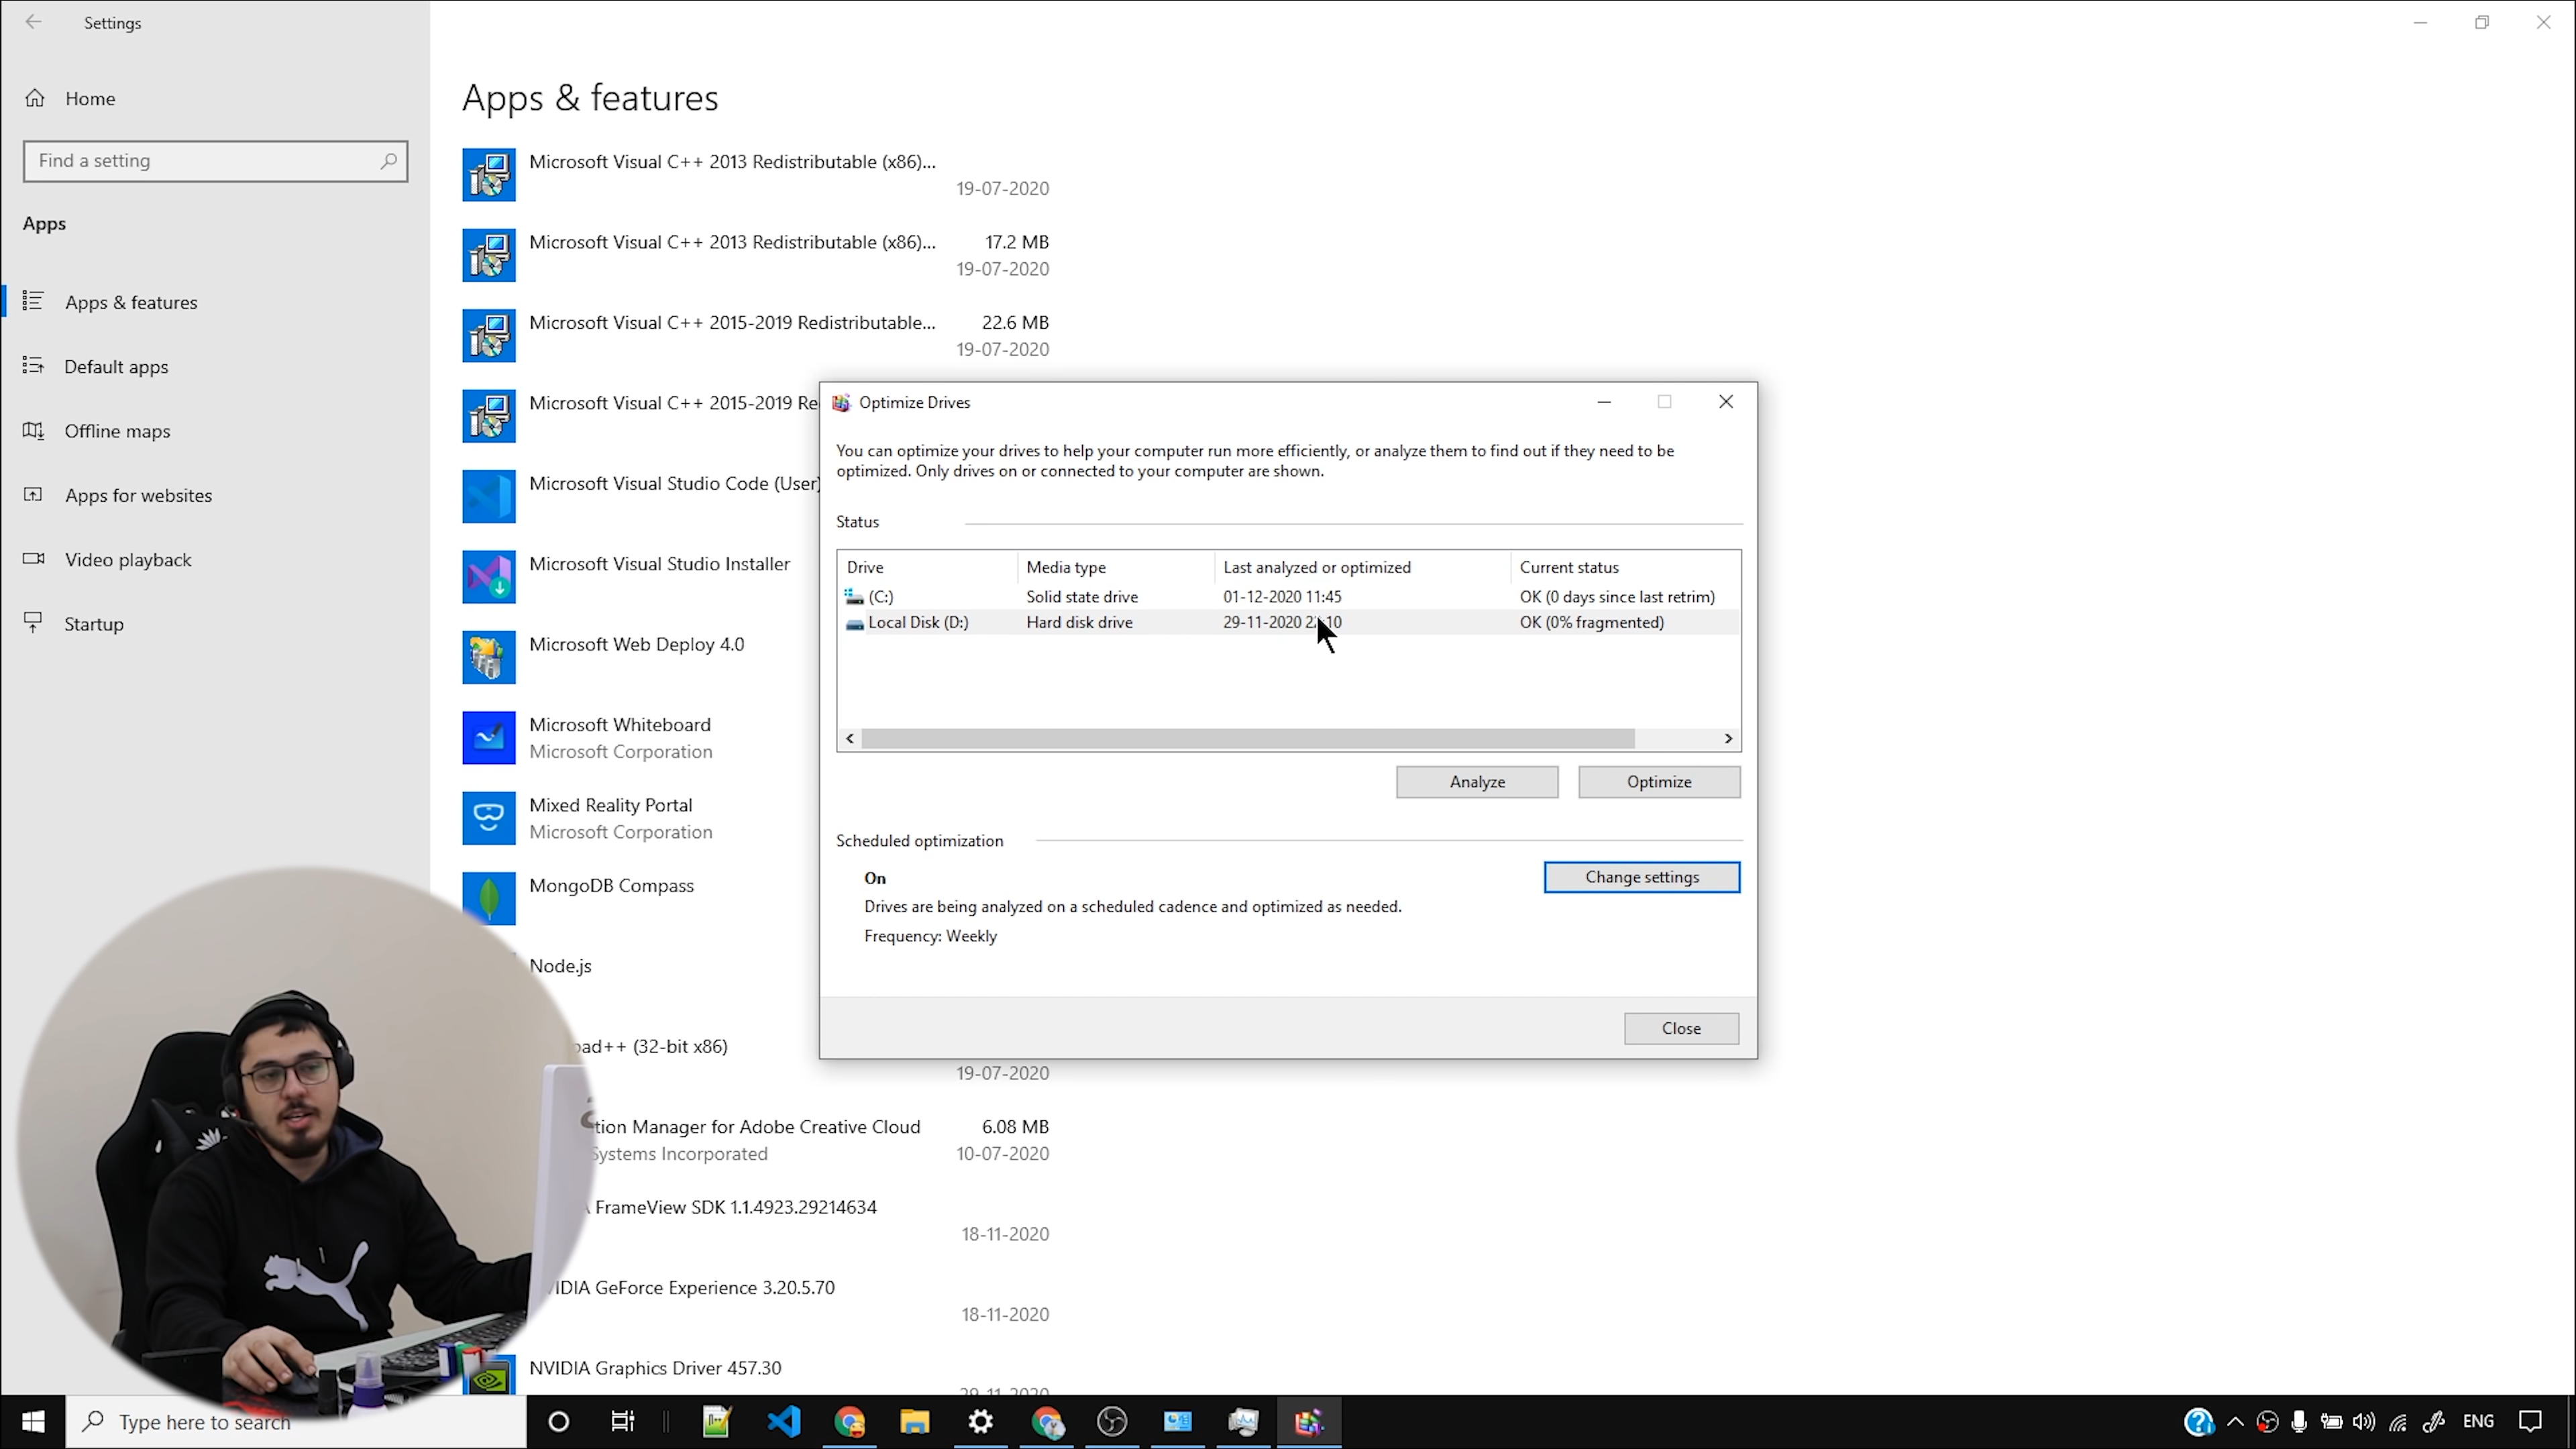 Settings
Home
Find a setting
Apps
Apps & features
Default apps
Offline maps
Apps for websites
Video playback
Startup
Apps & features
Microsoft Visual C++ 2013 Redistributable (x86)...
19-07-2020
Microsoft Visual C++ 2013 Redistributable (x86)... 17.2 MB
19-07-2020
Microsoft Visual C++ 2015-2019 Redistributable... 22.6 MB
19-07-2020
Microsoft Visual C++ 2015-2019 Re
Microsoft Visual Studio Code (User)
Microsoft Visual Studio Installer
Microsoft Web Deploy 4.0
Microsoft Whiteboard
Microsoft Corporation
Mixed Reality Portal
Microsoft Corporation
MongoDB Compass
Node.js
pad++ (32-bit x86)
19-07-2020
tion Manager for Adobe Creative Cloud 6.08 MB
Systems Incorporated 10-07-2020
FrameView SDK 1.1.4923.29214634
18-11-2020
VIDIA GeForce Experience 3.20.5.70
18-11-2020
NVIDIA Graphics Driver 457.30
Optimize Drives
You can optimize your drives to help your computer run more efficiently, or analyze them to find out if they need to be
optimized. Only drives on or connected to your computer are shown.
Status
Drive Media type Last analyzed or optimized Current status
(C:) Solid state drive 01-12-2020 11:45 OK (0 days since last retrim)
Local Disk (D:) Hard disk drive 29-11-2020 OK (0% fragmented)
Analyze Optimize
Scheduled optimization
On
Change settings
Drives are being analyzed on a scheduled cadence and optimized as needed.
Frequency: Weekly
Close
Type here to search
ENG